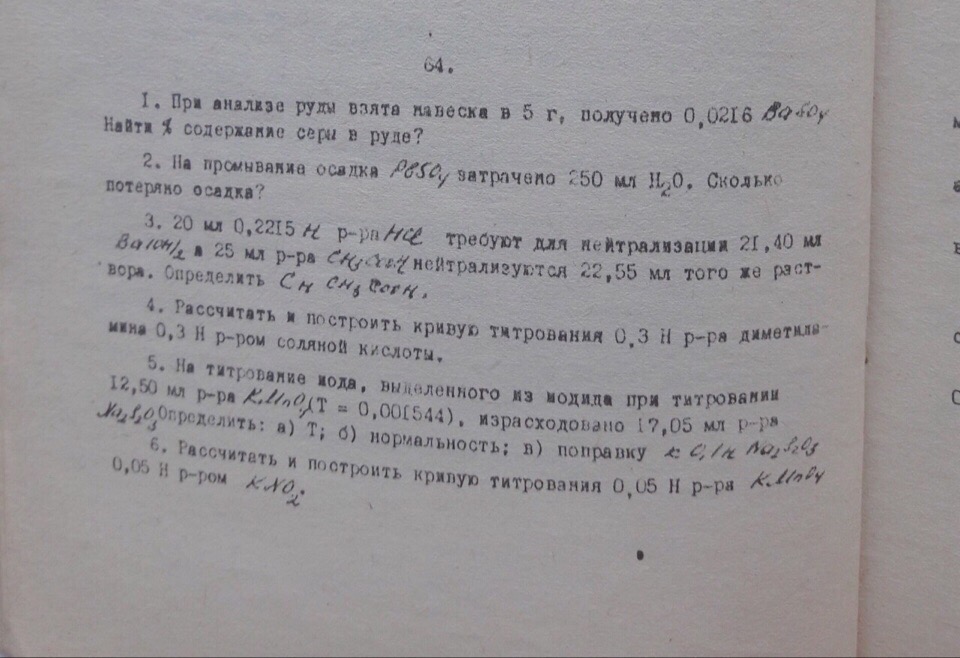 64.
1. При анализе руды взята навеска в 5 г, получено 0,0216 BaSO4
Найти % содержание серы в руде?
2. На промывание осадка PbSO4 затрачено 250 мл H2O. Сколько
потеряно осадка?
3. 20 мл 0,2215 Н р-ра HCl требуют для нейтрализации 21,40 мл
Ba(OH)2 а 25 мл р-ра CH3COOH нейтрализуются 22,55 мл того же раст-
вора. Определить CH CH3COOH.
4. Рассчитать и построить кривую титрования 0,3 Н р-ра диметила-
мина 0,3 Н р-ром соляной кислоты.
5. На титрование иода, выделенного из иодида при титровании
12,50 мл р-ра KMnO4 (Т = 0,001544), израсходовано 17,05 мл р-ра
Na2S2O3 Определить: а) Т; б) нормальность; в) поправку к 0,1н Na2S2O3
6. Рассчитать и построить кривую титрования 0,05 Н р-ра KMnO4
0,05 Н р-ром KNO2.